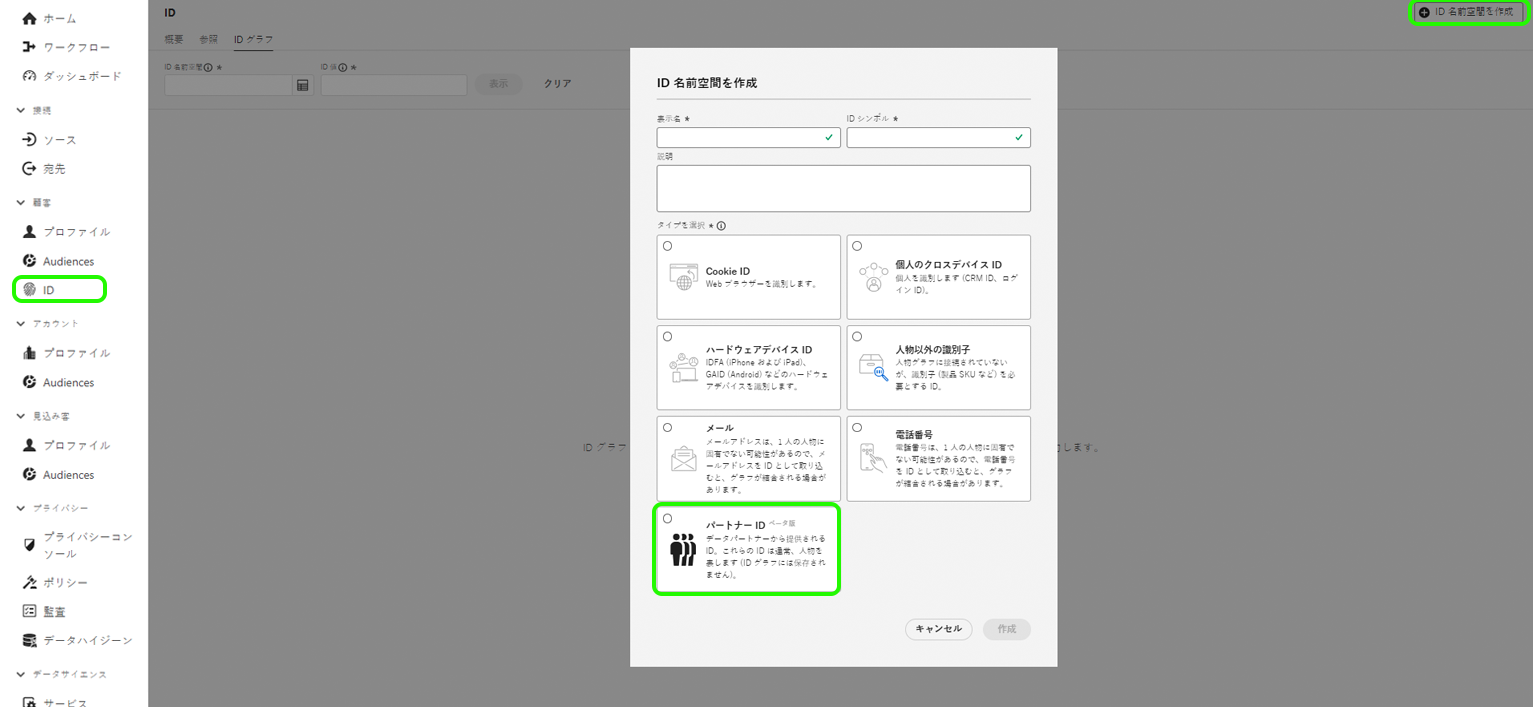 ホーム
ワークフロー
ダッシュボード
接続
ソース
宛先
顧客
プロファイル
Audiences
ID
アカウント
プロファイル
Audiences
見込み客
プロファイル
Audiences
プライバシー
プライバシーコン
ソール
ポリシー
監査
データハイジーン
データサイエンス
サービス
ID
ID 名前空間を作成
概要 参照 ID グラフ
ID 名前空間 * ID 値 *
表示 クリア
ID グラフ
力します。
ID 名前空間を作成
表示名 *
ID シンボル *
説明
タイプを選択 *
Cookie ID
Web ブラウザーを識別します。
個人のクロスデバイス ID
個人を識別します (CRM ID、ログ
イン ID)。
ハードウェアデバイス ID
IDFA (iPhone および iPad)、
GAID (Android) などのハードウェ
アデバイスを識別します。
人物以外の識別子
人物グラフに接続されていない
が、識別子 (製品 SKU など) を必
要とする ID。
メール
メールアドレスは、1 人の人物に
固有でない可能性があるので、メ
ールアドレスを ID として取り込
むと、グラフが縮合される場合が
あります。
電話番号
電話番号は、1 人の人物に固有で
ない可能性があるので、電話番号
を ID として取り込むと、グラフ
が縮合される場合があります。
パートナー ID ベータ版
データパートナーから提供される
ID。これらの ID は通常、人物を
表します (ID グラフには保存され
ません)。
キャンセル 作成